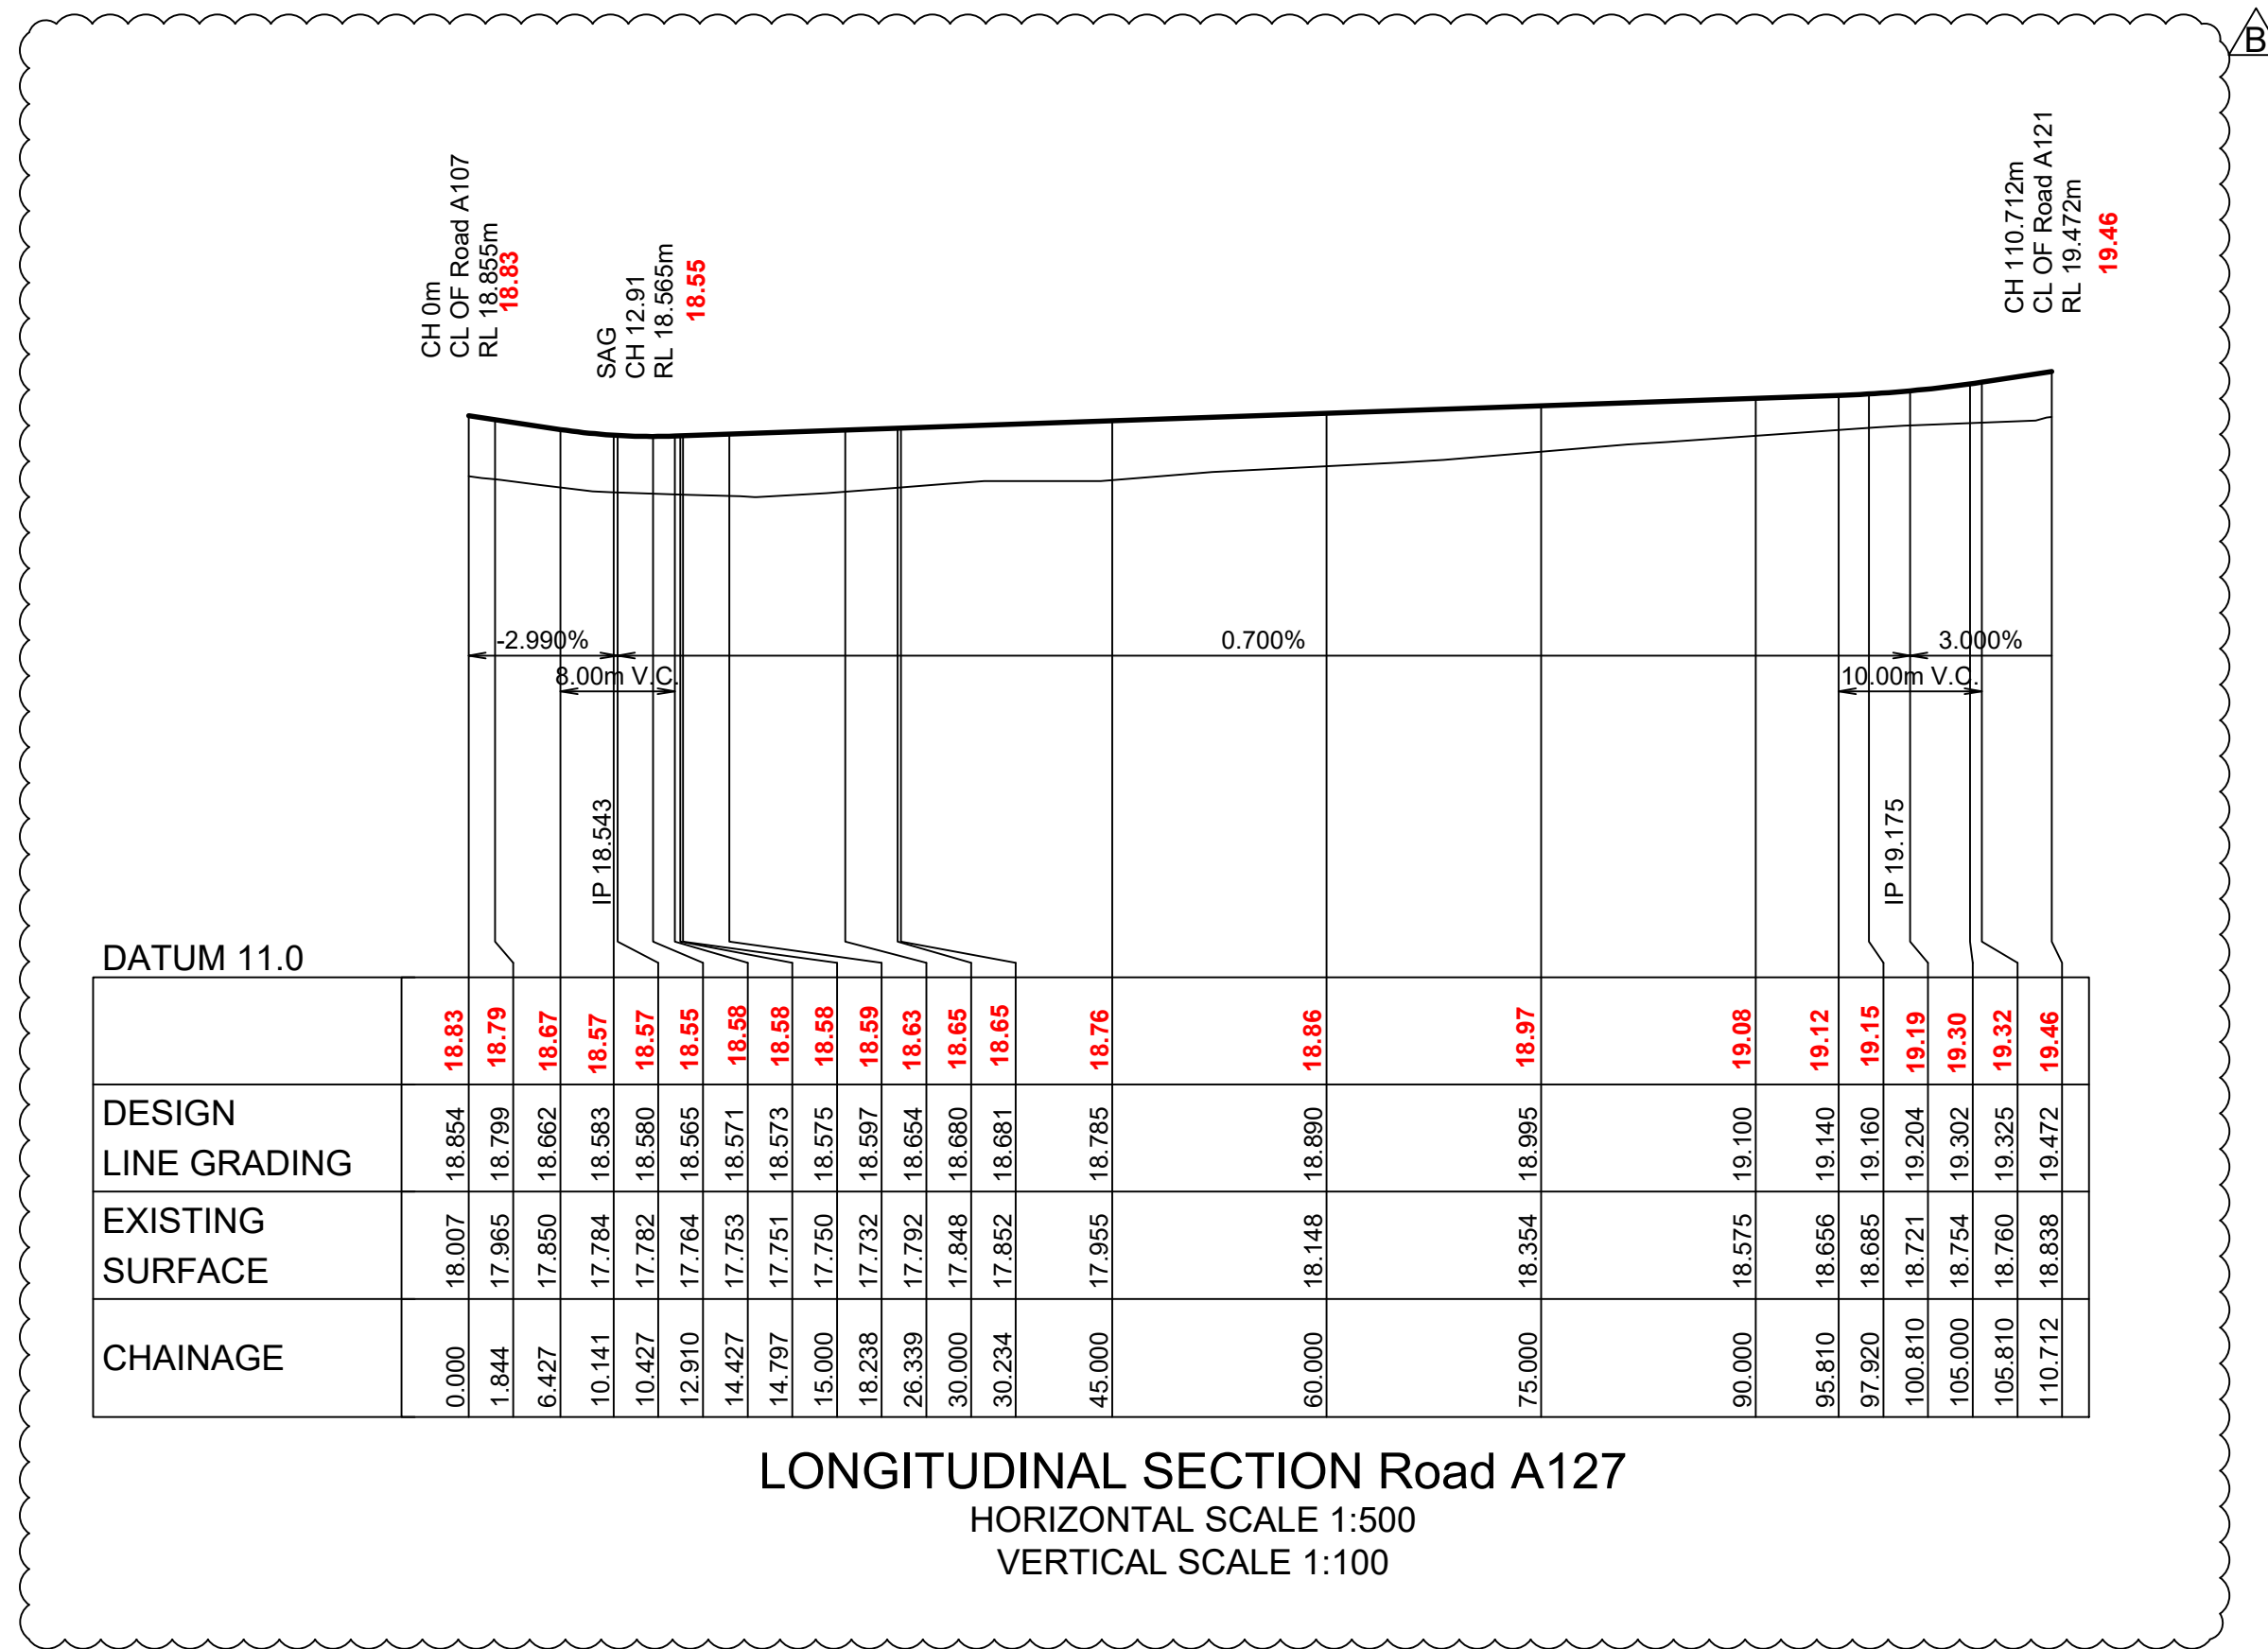 B
CH 0m
CL OF Road A107
RL 18.855m
18.83
SAG
CH 12.91
RL 18.565m
18.55
CH 110.712m
CL OF Road A121
RL 19.472m
19.46
-2.990% 0.700% 3.000%
8.00m V.C. 10.00m V.C.
IP 18.543 IP 19.175
DATUM 11.0
18.83 18.79 18.67 18.57 18.57 18.55 18.58 18.58 18.58 18.59 18.63 18.65 18.65 18.76 18.86 18.97 19.08 19.12 19.15 19.19 19.30 19.32 19.46
DESIGN
LINE GRADING
18.854 18.799 18.662 18.583 18.580 18.565 18.571 18.573 18.575 18.597 18.654 18.680 18.681 18.785 18.890 18.995 19.100 19.140 19.160 19.204 19.302 19.325 19.472
EXISTING
SURFACE
18.007 17.965 17.850 17.784 17.782 17.764 17.753 17.751 17.750 17.732 17.792 17.848 17.852 17.955 18.148 18.354 18.575 18.656 18.685 18.721 18.754 18.760 18.838
CHAINAGE
0.000 1.844 6.427 10.141 10.427 12.910 14.427 14.797 15.000 18.238 26.339 30.000 30.234 45.000 60.000 75.000 90.000 95.810 97.920 100.810 105.000 105.810 110.712
LONGITUDINAL SECTION Road A127
HORIZONTAL SCALE 1:500
VERTICAL SCALE 1:100